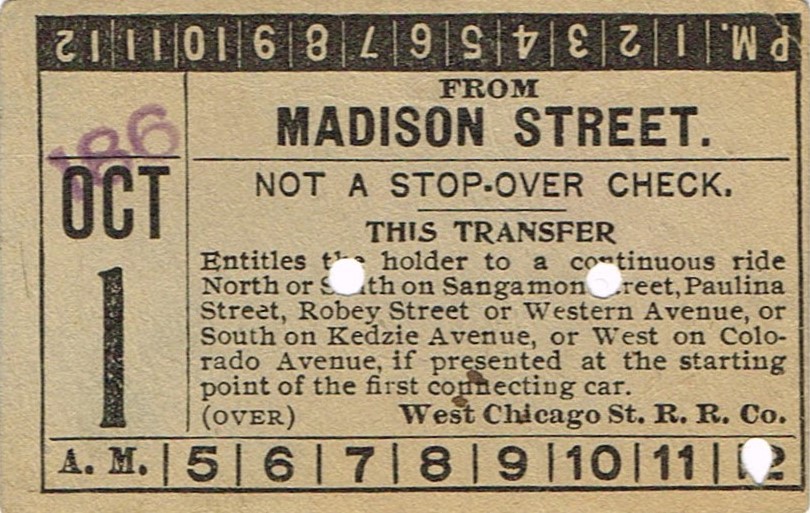 P.M. 1 2 3 4 5 6 7 8 9 10 11 12
FROM
MADISON STREET.
186
OCT
1
NOT A STOP-OVER CHECK.
THIS TRANSFER
Entitles the holder to a continuous ride
North or South on Sangamon Street, Paulina
Street, Robey Street or Western Avenue, or
South on Kedzie Avenue, or West on Colo-
rado Avenue, if presented at the starting
point of the first connecting car.
(OVER) West Chicago St. R. R. Co.
A. M. 5 6 7 8 9 10 11 12